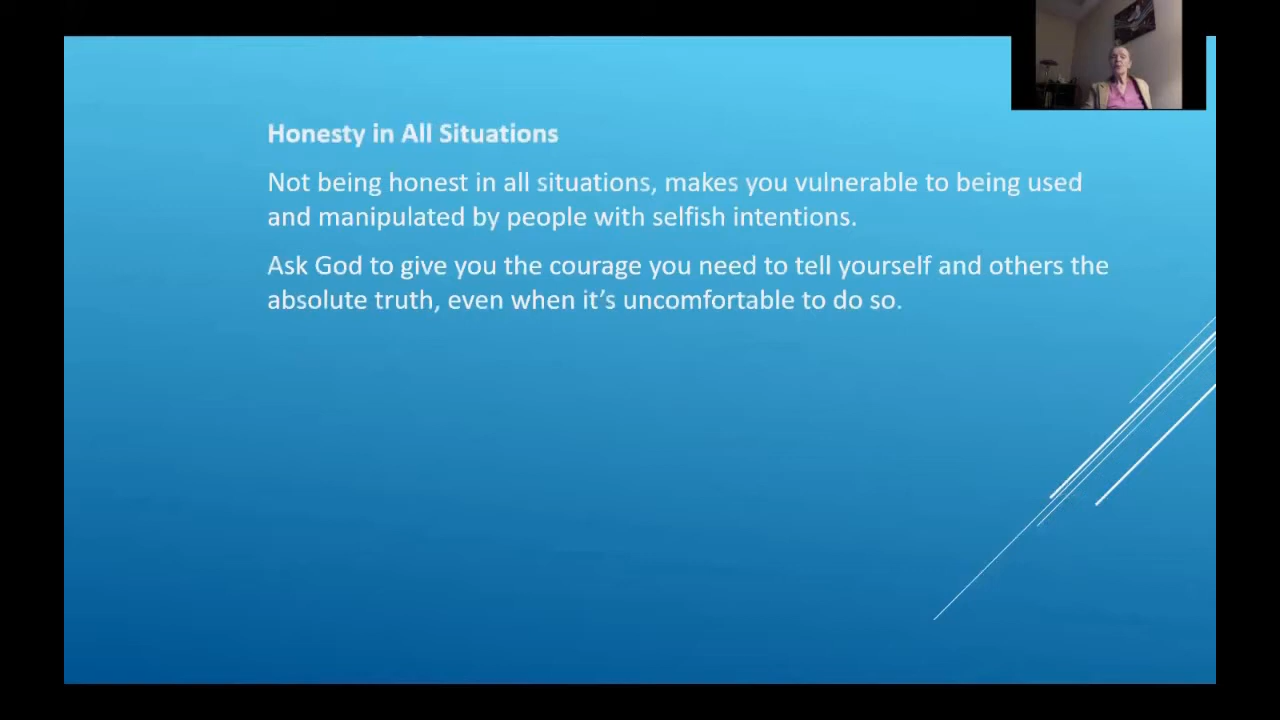 Honesty in All Situations
Not being honest in all situations, makes you vulnerable to being used
and manipulated by people with selfish intentions.
Ask God to give you the courage you need to tell yourself and others the
absolute truth, even when it’s uncomfortable to do so.